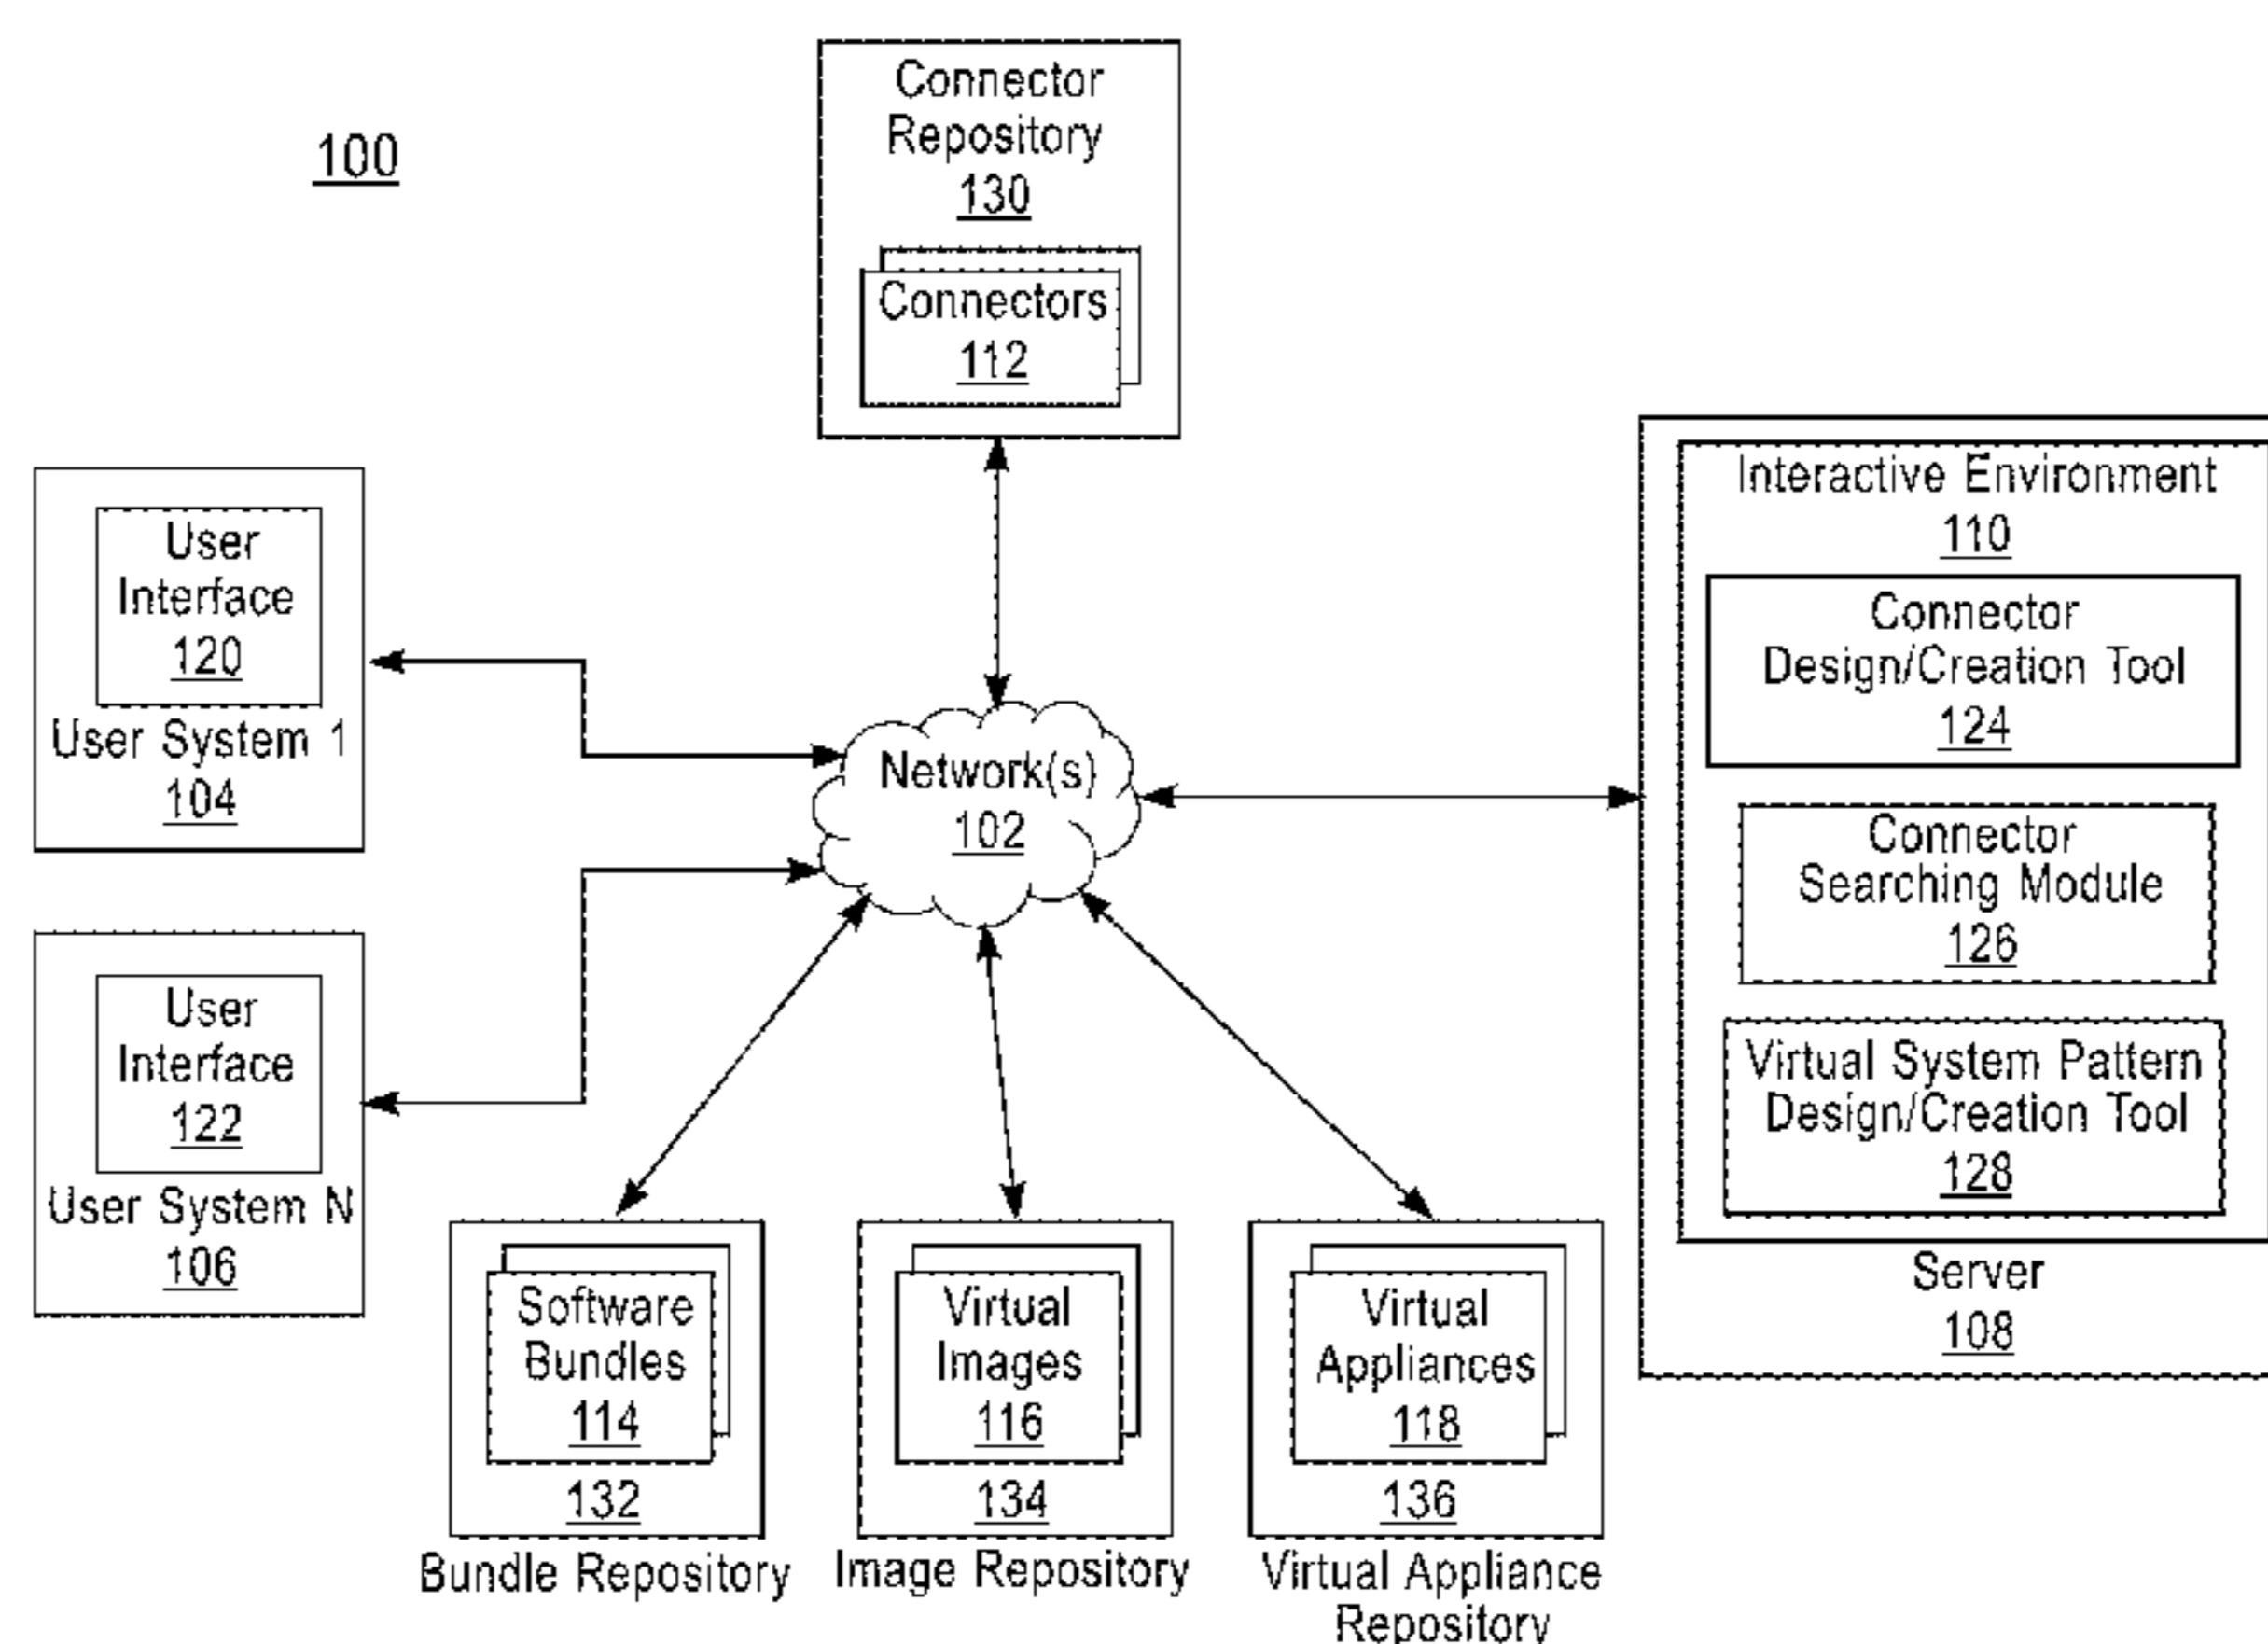 100
Connector
Repository
130
Connectors
112
User
Interface
120
User System 1
104
User
Interface
122
User System N
106
Network(s)
102
Interactive Environment
110
Connector
Design/Creation Tool
124
Connector
Searching Module
126
Virtual System Pattern
Design/Creation Tool
128
Server
108
Software
Bundles
114
132
Bundle Repository
Virtual
Images
116
134
Image Repository
Virtual
Appliances
118
136
Virtual Appliance
Repository